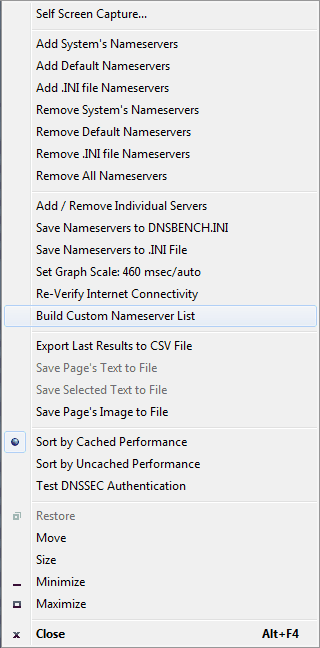 Self Screen Capture...
Add System's Nameservers
Add Default Nameservers
Add .INI file Nameservers
Remove System's Nameservers
Remove Default Nameservers
Remove .INI file Nameservers
Remove All Nameservers
Add / Remove Individual Servers
Save Nameservers to DNSBENCH.INI
Save Nameservers to .INI File
Set Graph Scale: 460 msec/auto
Re-Verify Internet Connectivity
Build Custom Nameserver List
Export Last Results to CSV File
Save Page's Text to File
Save Selected Text to File
Save Page's Image to File
Sort by Cached Performance
Sort by Uncached Performance
Test DNSSEC Authentication
Restore
Move
Size
Minimize
Maximize
Close Alt+F4